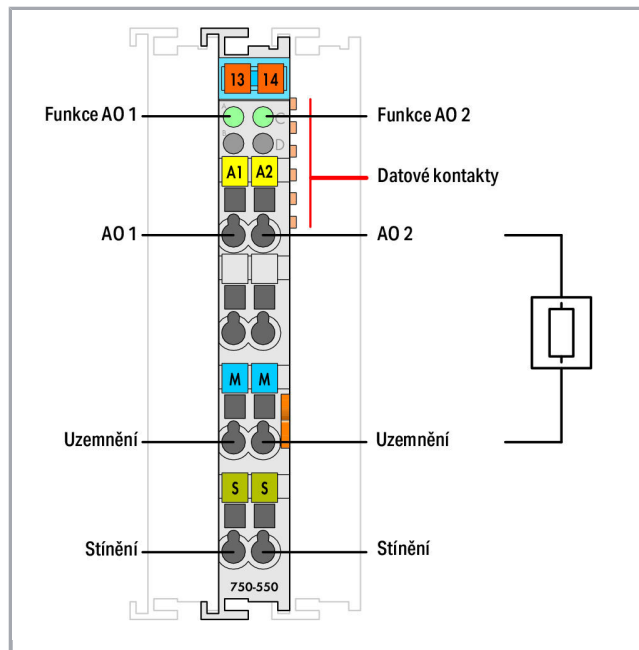 13 14
Funkce AO 1
A
C
Funkce AO 2
B
D
A1 A2
Datové kontakty
AO 1
AO 2
M M
Uzemnění
Uzemnění
S S
Stínění
Stínění
750-550